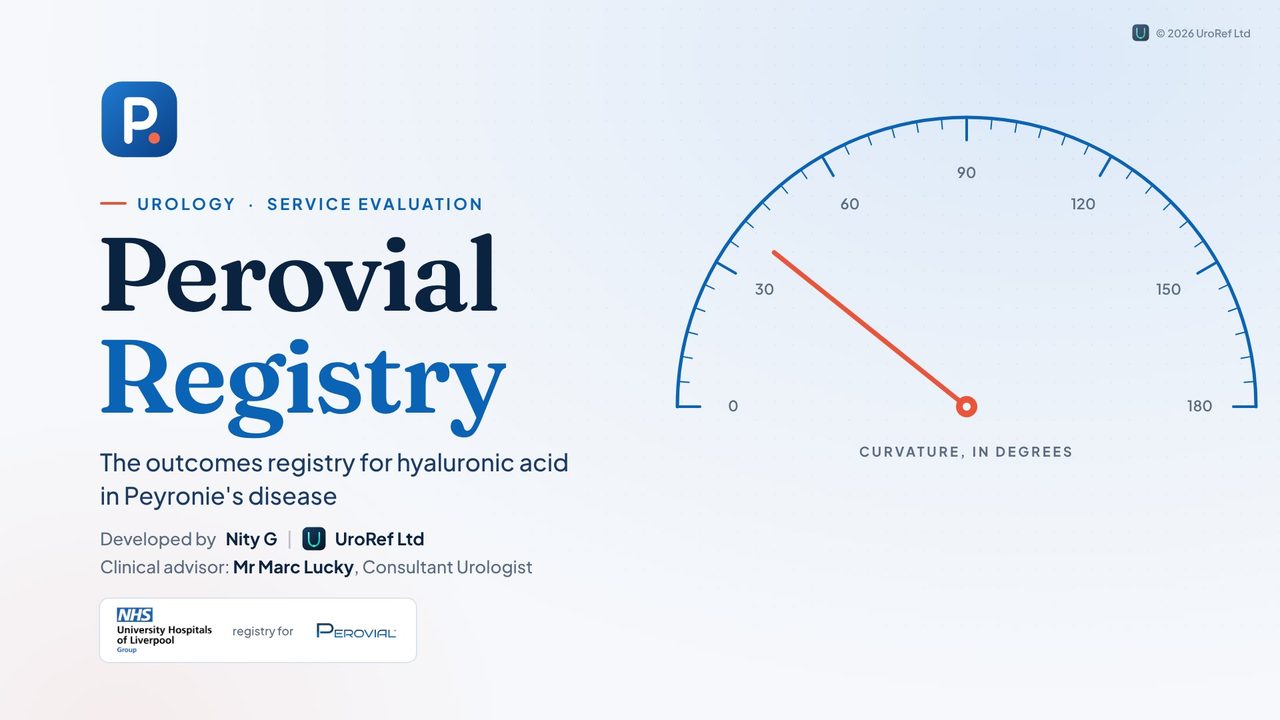 © 2026 UroRef Ltd
P.
UROLOGY · SERVICE EVALUATION
Perovial
Registry
The outcomes registry for hyaluronic acid
in Peyronie's disease
Developed by Nity G | UroRef Ltd
Clinical advisor: Mr Marc Lucky, Consultant Urologist
NHS
University Hospitals
of Liverpool
Group
registry for
PEROVIAL
0
30
60
90
120
150
180
CURVATURE, IN DEGREES